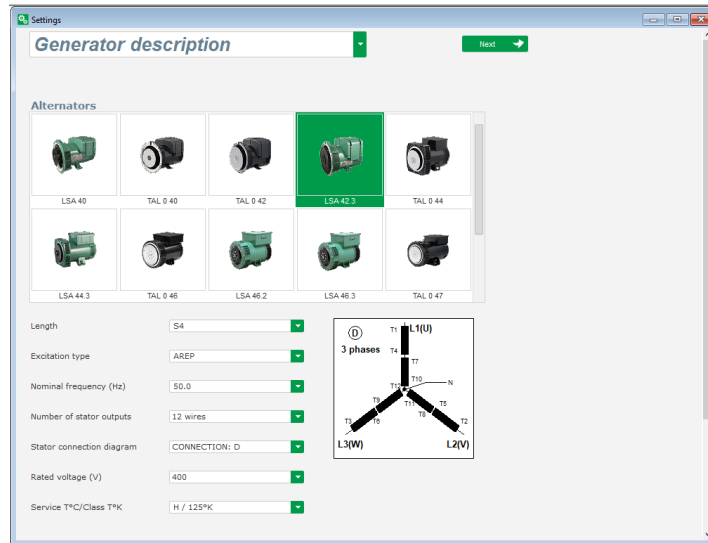 Settings
Generator description
Next
Alternators
LSA 40
TAL 0 40
TAL 0 42
LSA 42.3
TAL 0 44
LSA 44.3
TAL 0 46
LSA 46.2
LSA 46.3
TAL 0 47
Length S4
Excitation type AREP
Nominal frequency (Hz) 50.0
Number of stator outputs 12 wires
Stator connection diagram CONNECTION: D
Rated voltage (V) 400
Service T°C/Class T°K H / 125°K
D
3 phases
T1 L1(U)
T4
T7
T10
T12 N
T9 T11 T5
T3 T6 T8 T2
L3(W) L2(V)